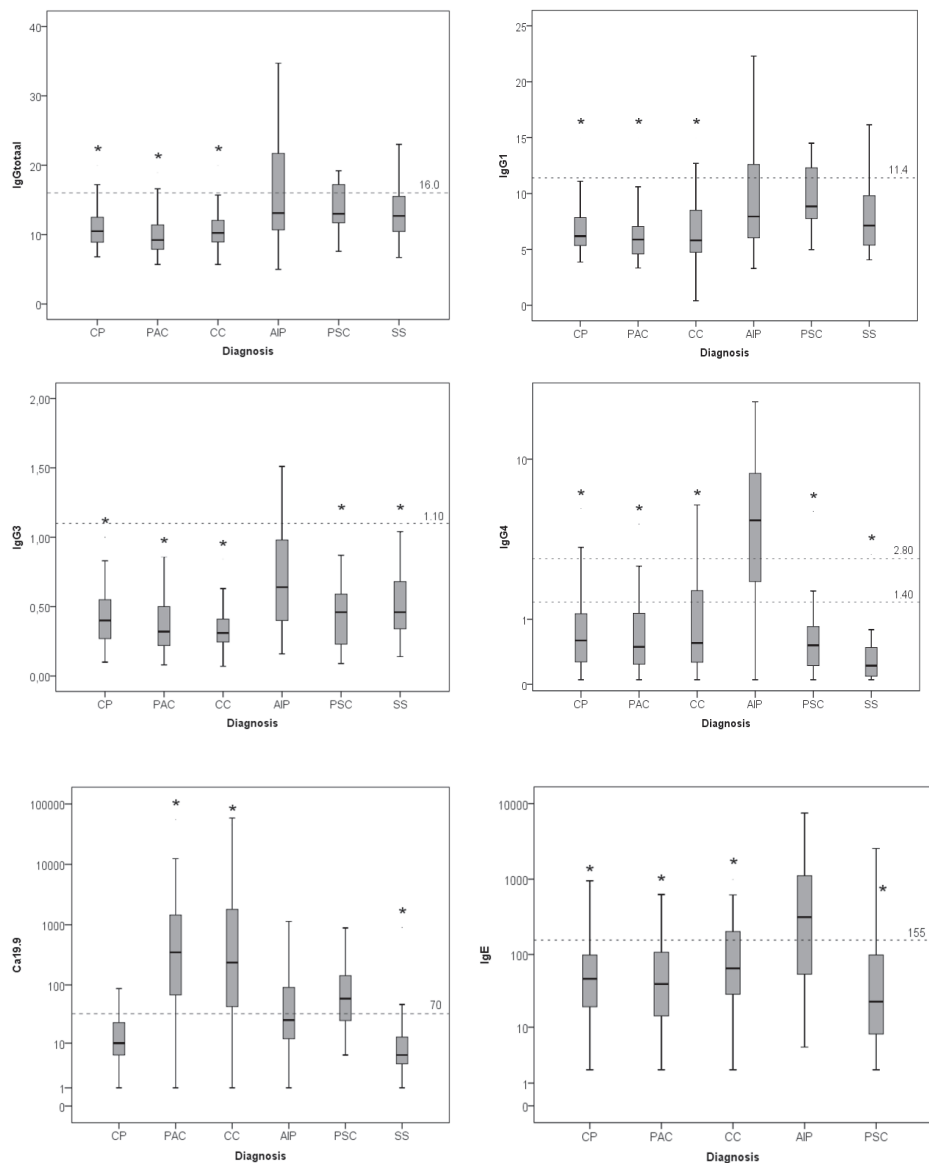 IgGtotaal
40
30
20
10
0
16.0
* * *
CP PAC CC AIP PSC SS
Diagnosis
IgG1
25
20
15
10
5
0
11.4
* * *
CP PAC CC AIP PSC SS
Diagnosis
IgG3
2,00
1,50
1,00
0,50
0,00
1.10
* * * * *
CP PAC CC AIP PSC SS
Diagnosis
IgG4
10
1
0
2.80
1.40
* * * * *
CP PAC CC AIP PSC SS
Diagnosis
Ca19.9
100000
10000
1000
100
10
1
0
70
* * *
CP PAC CC AIP PSC SS
Diagnosis
IgE
10000
1000
100
10
1
0
155
* * * *
CP PAC CC AIP PSC
Diagnosis